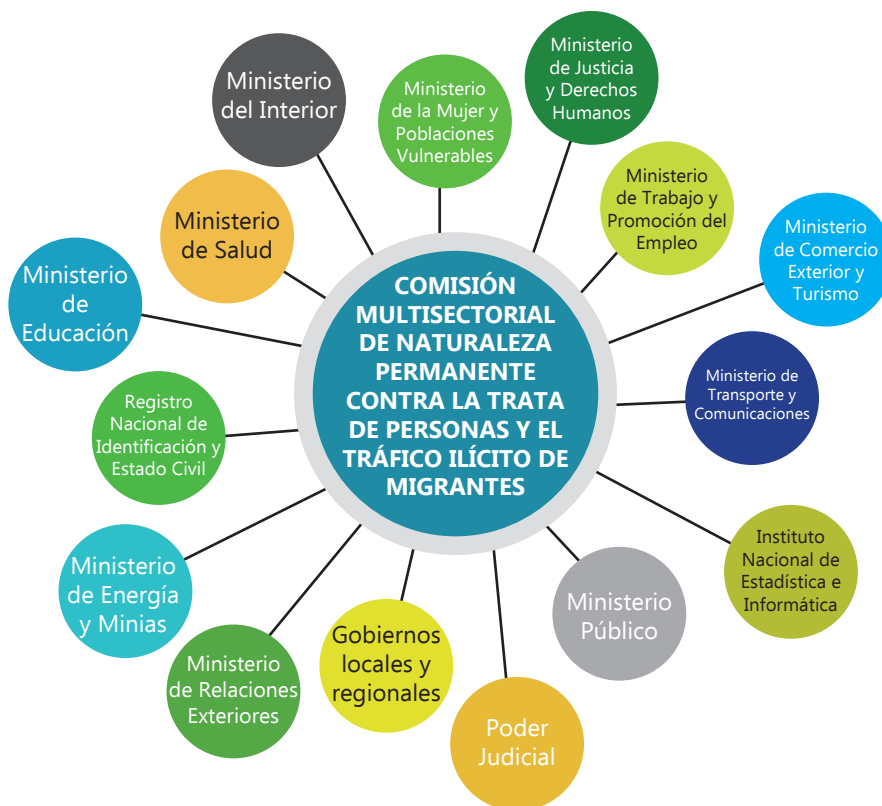 Ministerio
del Interior
Ministerio
de la Mujer y
Poblaciones
Vulnerables
Ministerio
de Justicia
y Derechos
Humanos
Ministerio
de Trabajo y
Promoción del
Empleo
Ministerio
de Comercio
Exterior y
Turismo
Ministerio de
Transporte y
Comunicaciones
Instituto
Nacional de
Estadística e
Informática
Ministerio
Público
Poder
Judicial
Gobiernos
locales y
regionales
Ministerio
de Relaciones
Exteriores
Ministerio
de Energía
y Minias
Registro
Nacional de
Identificación y
Estado Civil
Ministerio
de
Educación
Ministerio
de Salud
COMISIÓN
MULTISECTORIAL
DE NATURALEZA
PERMANENTE
CONTRA LA TRATA
DE PERSONAS Y EL
TRÁFICO ILÍCITO DE
MIGRANTES